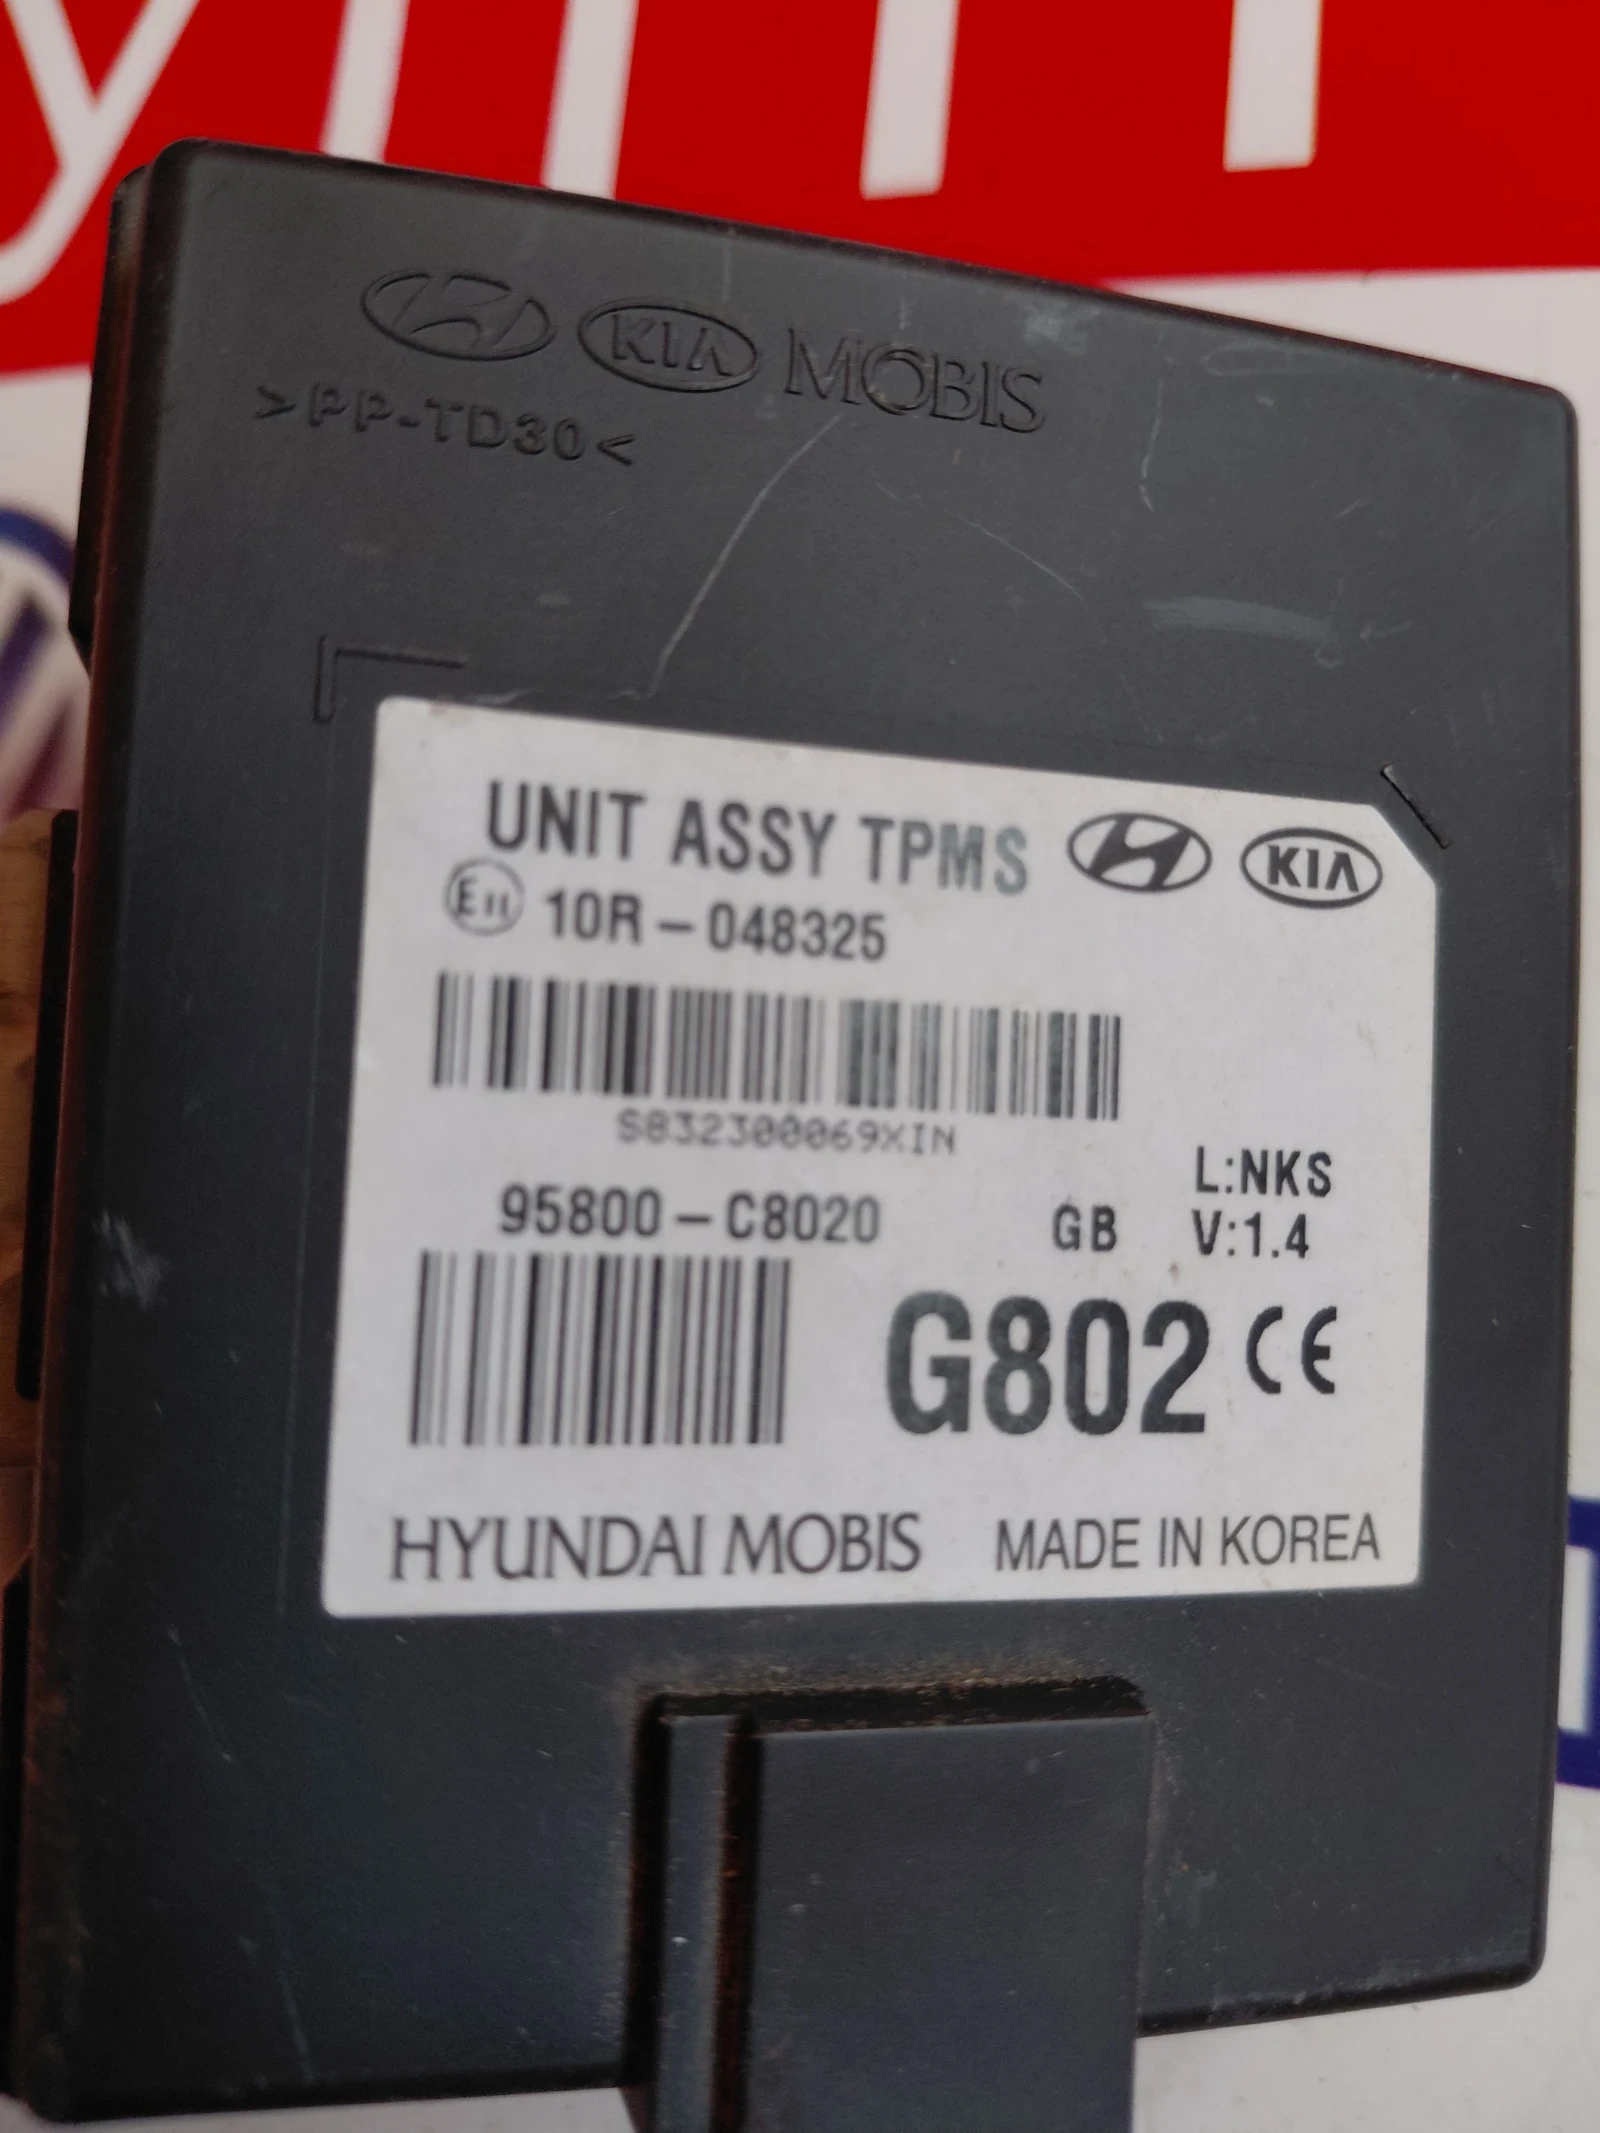 KIA MOBIS
>PP-TD30<
UNIT ASSY TPMS KIA
E11 10R-048325
S832300069XIN
L:NKS
95800-C8020 GB V:1.4
G802 CE
HYUNDAI MOBIS MADE IN KOREA